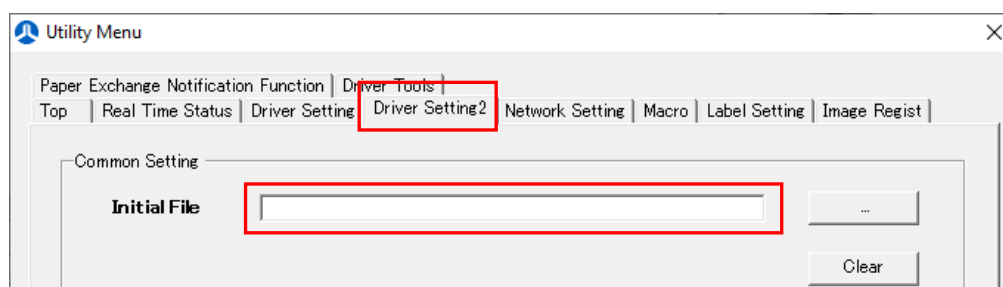 Utility Menu
Paper Exchange Notification Function Driver Tools
Top Real Time Status Driver Setting Driver Setting2 Network Setting Macro Label Setting Image Regist
Common Setting
Initial File ...
Clear